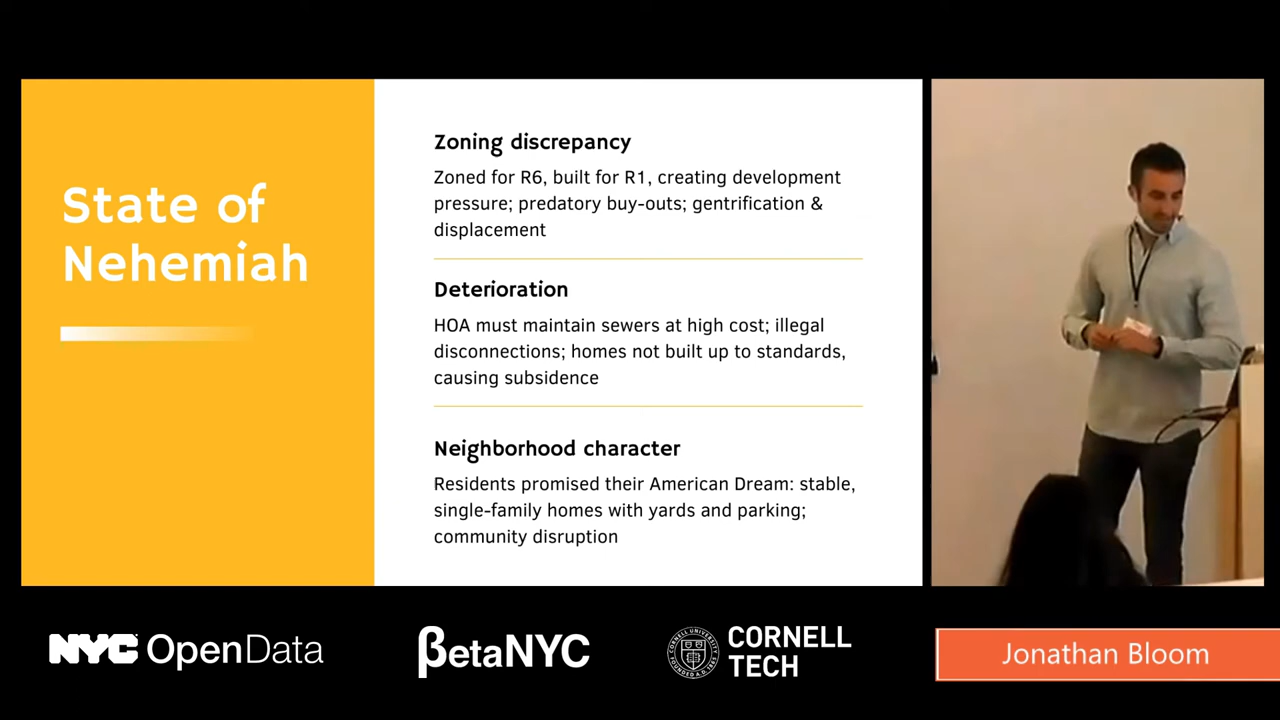 State of
Nehemiah
Zoning discrepancy
Zoned for R6, built for R1, creating development
pressure; predatory buy-outs; gentrification &
displacement
Deterioration
HOA must maintain sewers at high cost; illegal
disconnections; homes not built up to standards,
causing subsidence
Neighborhood character
Residents promised their American Dream: stable,
single-family homes with yards and parking;
community disruption
NYC OpenData
βetaNYC
CORNELL
TECH
Jonathan Bloom